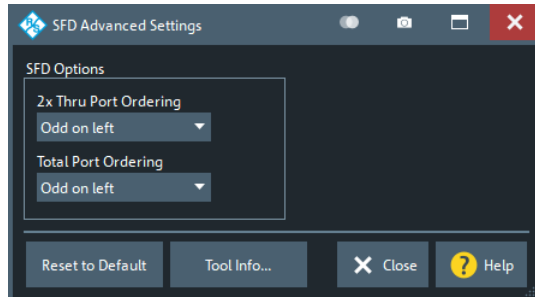 SFD Advanced Settings
SFD Options
2x Thru Port Ordering
Odd on left
Total Port Ordering
Odd on left
Reset to Default
Tool Info...
Close
? Help